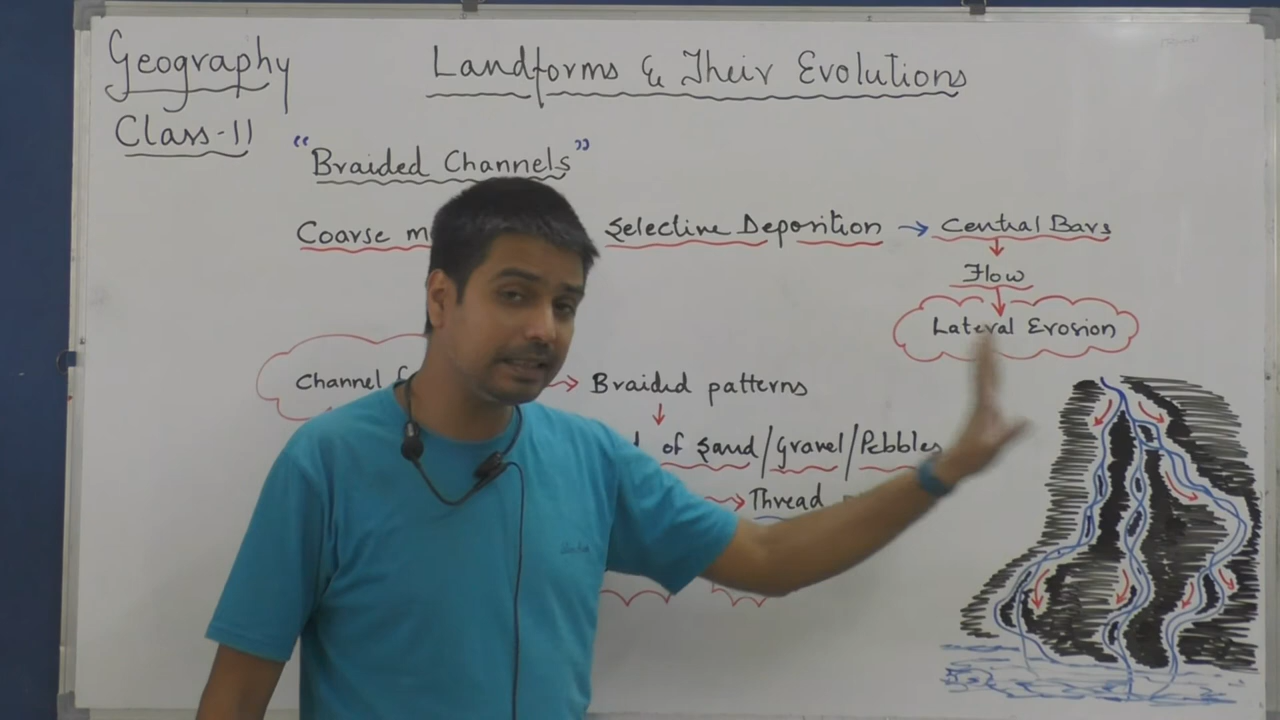 Geography
Class-11
Landforms & Their Evolutions
"Braided Channels"
Coarse m
Selective Deposition → Central Bars
Flow
Lateral Erosion
Channel
→ Braided patterns
of Sand/Gravel/Pebbles
→ Thread